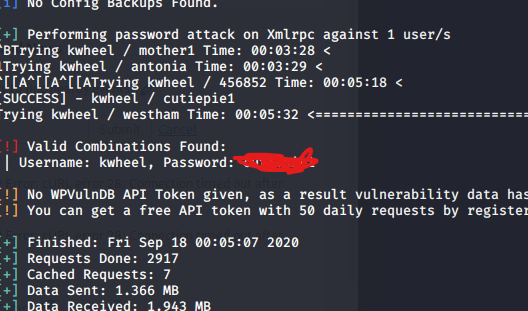 [i] No Config Backups Found.
[+] Performing password attack on Xmlrpc against 1 user/s
^BTrying kwheel / mother1 Time: 00:03:28 <
Trying kwheel / antonia Time: 00:03:29 <
^[[A^[[A^[[ATrying kwheel / 456852 Time: 00:05:18 <
[SUCCESS] - kwheel / cutiepie1
Trying kwheel / westham Time: 00:05:32 <==============================
[!] Valid Combinations Found:
| Username: kwheel, Password:
[!] No WPVulnDB API Token given, as a result vulnerability data has
[!] You can get a free API token with 50 daily requests by register
[+] Finished: Fri Sep 18 00:05:07 2020
[+] Requests Done: 2917
[+] Cached Requests: 7
[+] Data Sent: 1.366 MB
[+] Data Received: 1.943 MB